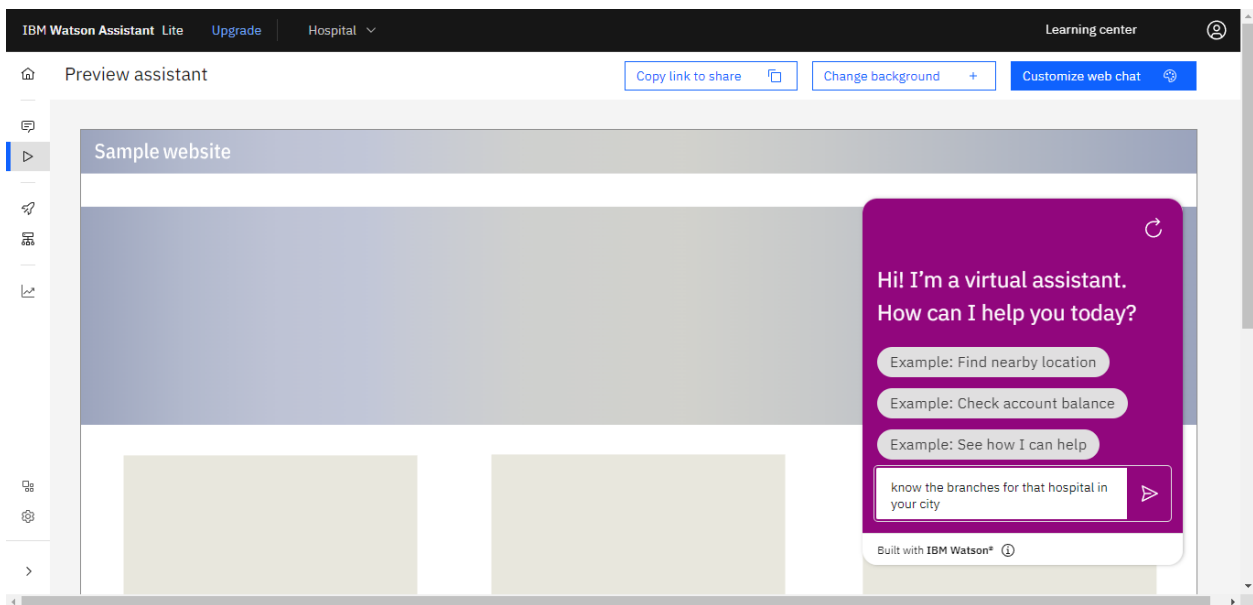 IBM Watson Assistant Lite Upgrade Hospital Learning center
Preview assistant Copy link to share Change background + Customize web chat
Sample website
Hi! I'm a virtual assistant.
How can I help you today?
Example: Find nearby location
Example: Check account balance
Example: See how I can help
know the branches for that hospital in
your city
Built with IBM Watson®